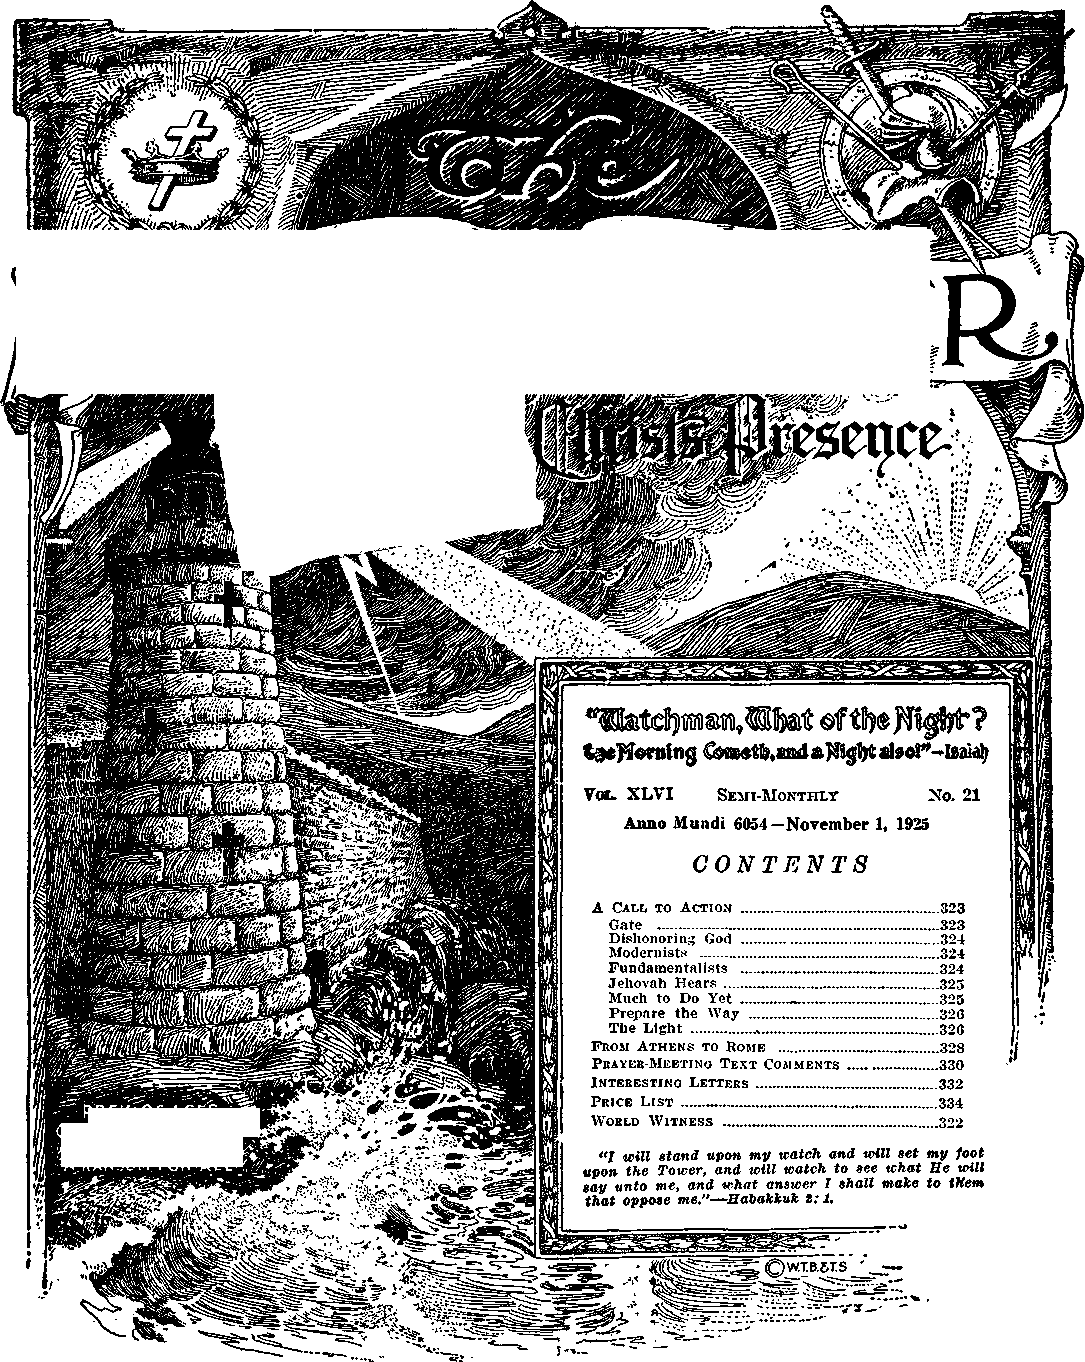 The
R
Christ's Presence
"Watchman, What of the Night?
The Morning Cometh, and a Night also!"—Isaiah
VOL. XLVI SEMI-MONTHLY No. 21
Anno Mundi 6054—November 1, 1925
CONTENTS
A CALL TO ACTION 323
Gate 323
Dishonoring God 324
Modernists 324
Fundamentalists 324
Jehovah Hears 325
Much to Do Yet 325
Prepare the Way 326
The Light 326
FROM ATHENS TO ROME 328
PRAYER-MEETING TEXT COMMENTS 330
INTERESTING LETTERS 332
PRICE LIST 334
WORLD WITNESS 322
"I will stand upon my watch and will set my foot
upon the Tower, and will watch to see what He will
say unto me, and what answer I shall make to them
that oppose me."—Habakkuk 2:1.
©W.T.B.&T.S